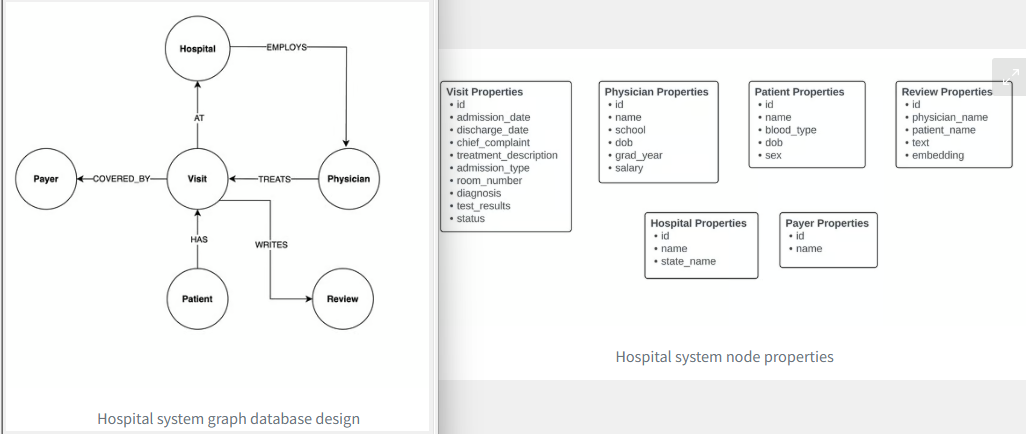 Hospital
EMPLOYS
AT
Payer
COVERED_BY
Visit
TREATS
Physician
HAS
WRITES
Patient
Review
Hospital system graph database design
Visit Properties
• id
• admission_date
• discharge_date
• chief_complaint
• treatment_description
• admission_type
• room_number
• diagnosis
• test_results
• status
Physician Properties
• id
• name
• school
• dob
• grad_year
• salary
Patient Properties
• id
• name
• blood_type
• dob
• sex
Review Properties
• id
• physician_name
• patient_name
• text
• embedding
Hospital Properties
• id
• name
• state_name
Payer Properties
• id
• name
Hospital system node properties